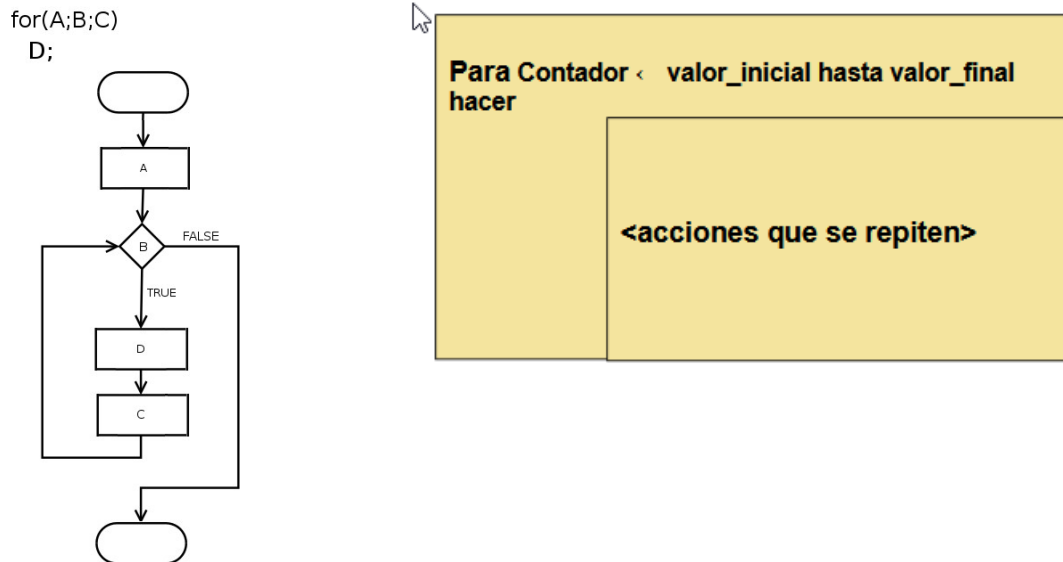 for(A;B;C)
D;
A
B
FALSE
TRUE
D
C
Para Contador ‹ valor_inicial hasta valor_final
hacer
<acciones que se repiten>